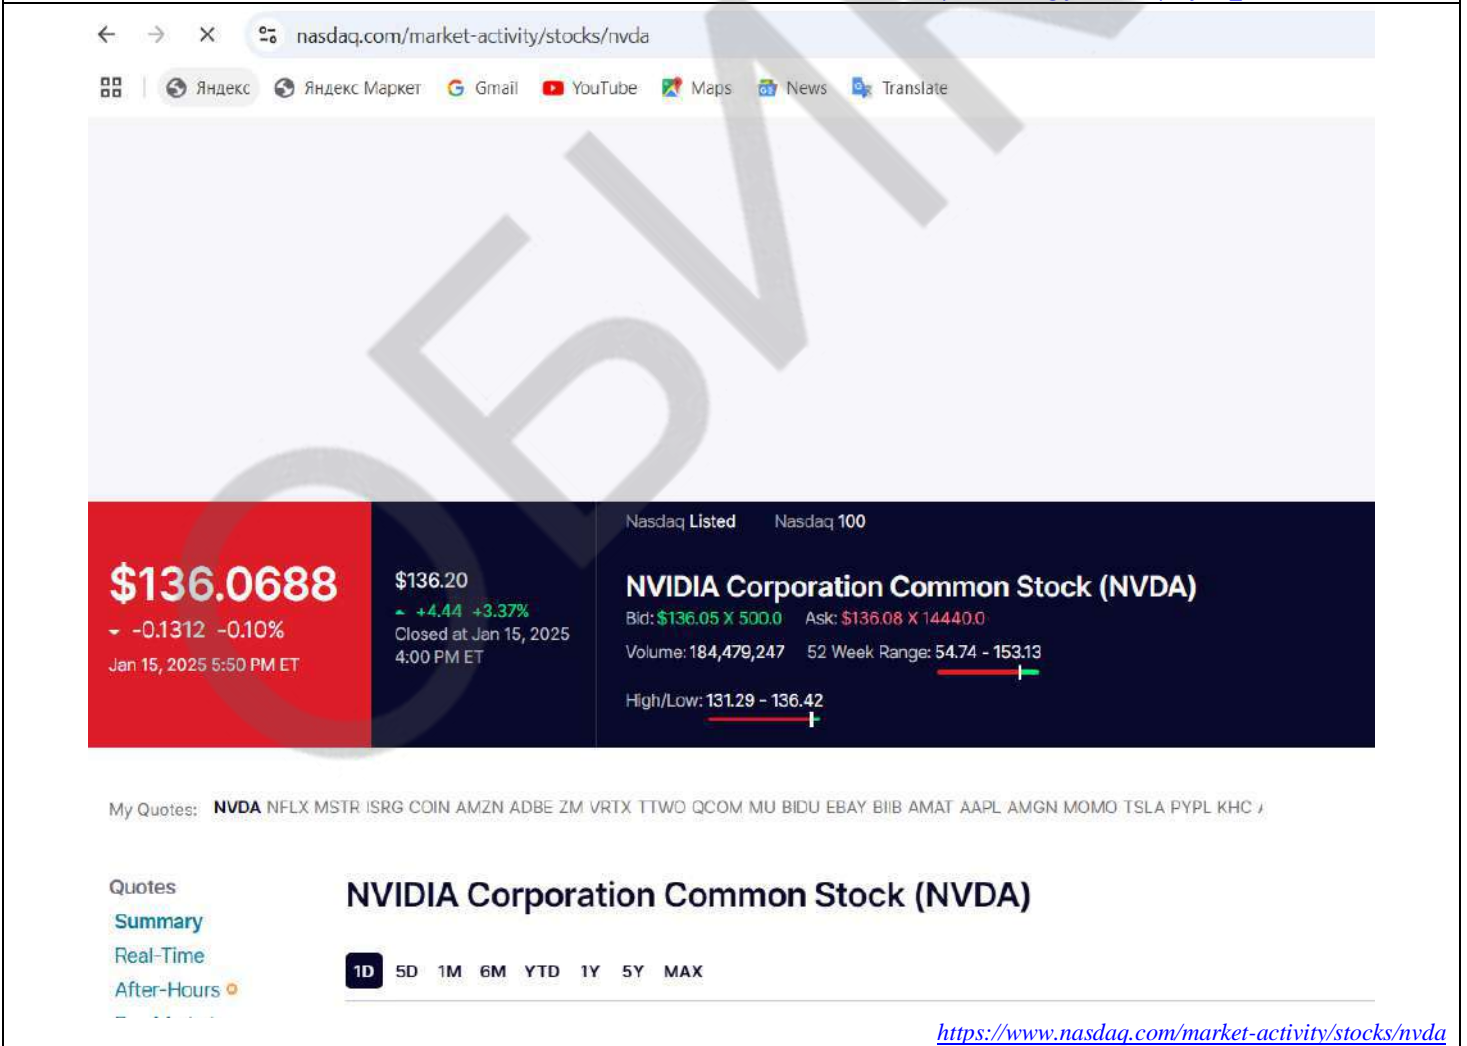 nasdaq.com/market-activity/stocks/nvda
Яндекс Яндекс Маркет Gmail YouTube Maps News Translate
ОБИ
Nasdaq Listed Nasdaq 100
$136.0688
-0.1312 -0.10%
Jan 15, 2025 5:50 PM ET
$136.20
+4.44 +3.37%
Closed at Jan 15, 2025
4:00 PM ET
NVIDIA Corporation Common Stock (NVDA)
Bid: $136.05 X 500.0 Ask: $136.08 X 14440.0
Volume: 184,479,247 52 Week Range: 54.74 - 153.13
High/Low: 131.29 - 136.42
My Quotes: NVDA NFLX MSTR ISRG COIN AMZN ADBE ZM VRTX TTWO QCOM MU BIDU EBAY BIIB AMAT AAPL AMGN MOMO TSLA PYPL KHC
Quotes
Summary
Real-Time
After-Hours
NVIDIA Corporation Common Stock (NVDA)
1D 5D 1M 6M YTD 1Y 5Y MAX
https://www.nasdaq.com/market-activity/stocks/nvda